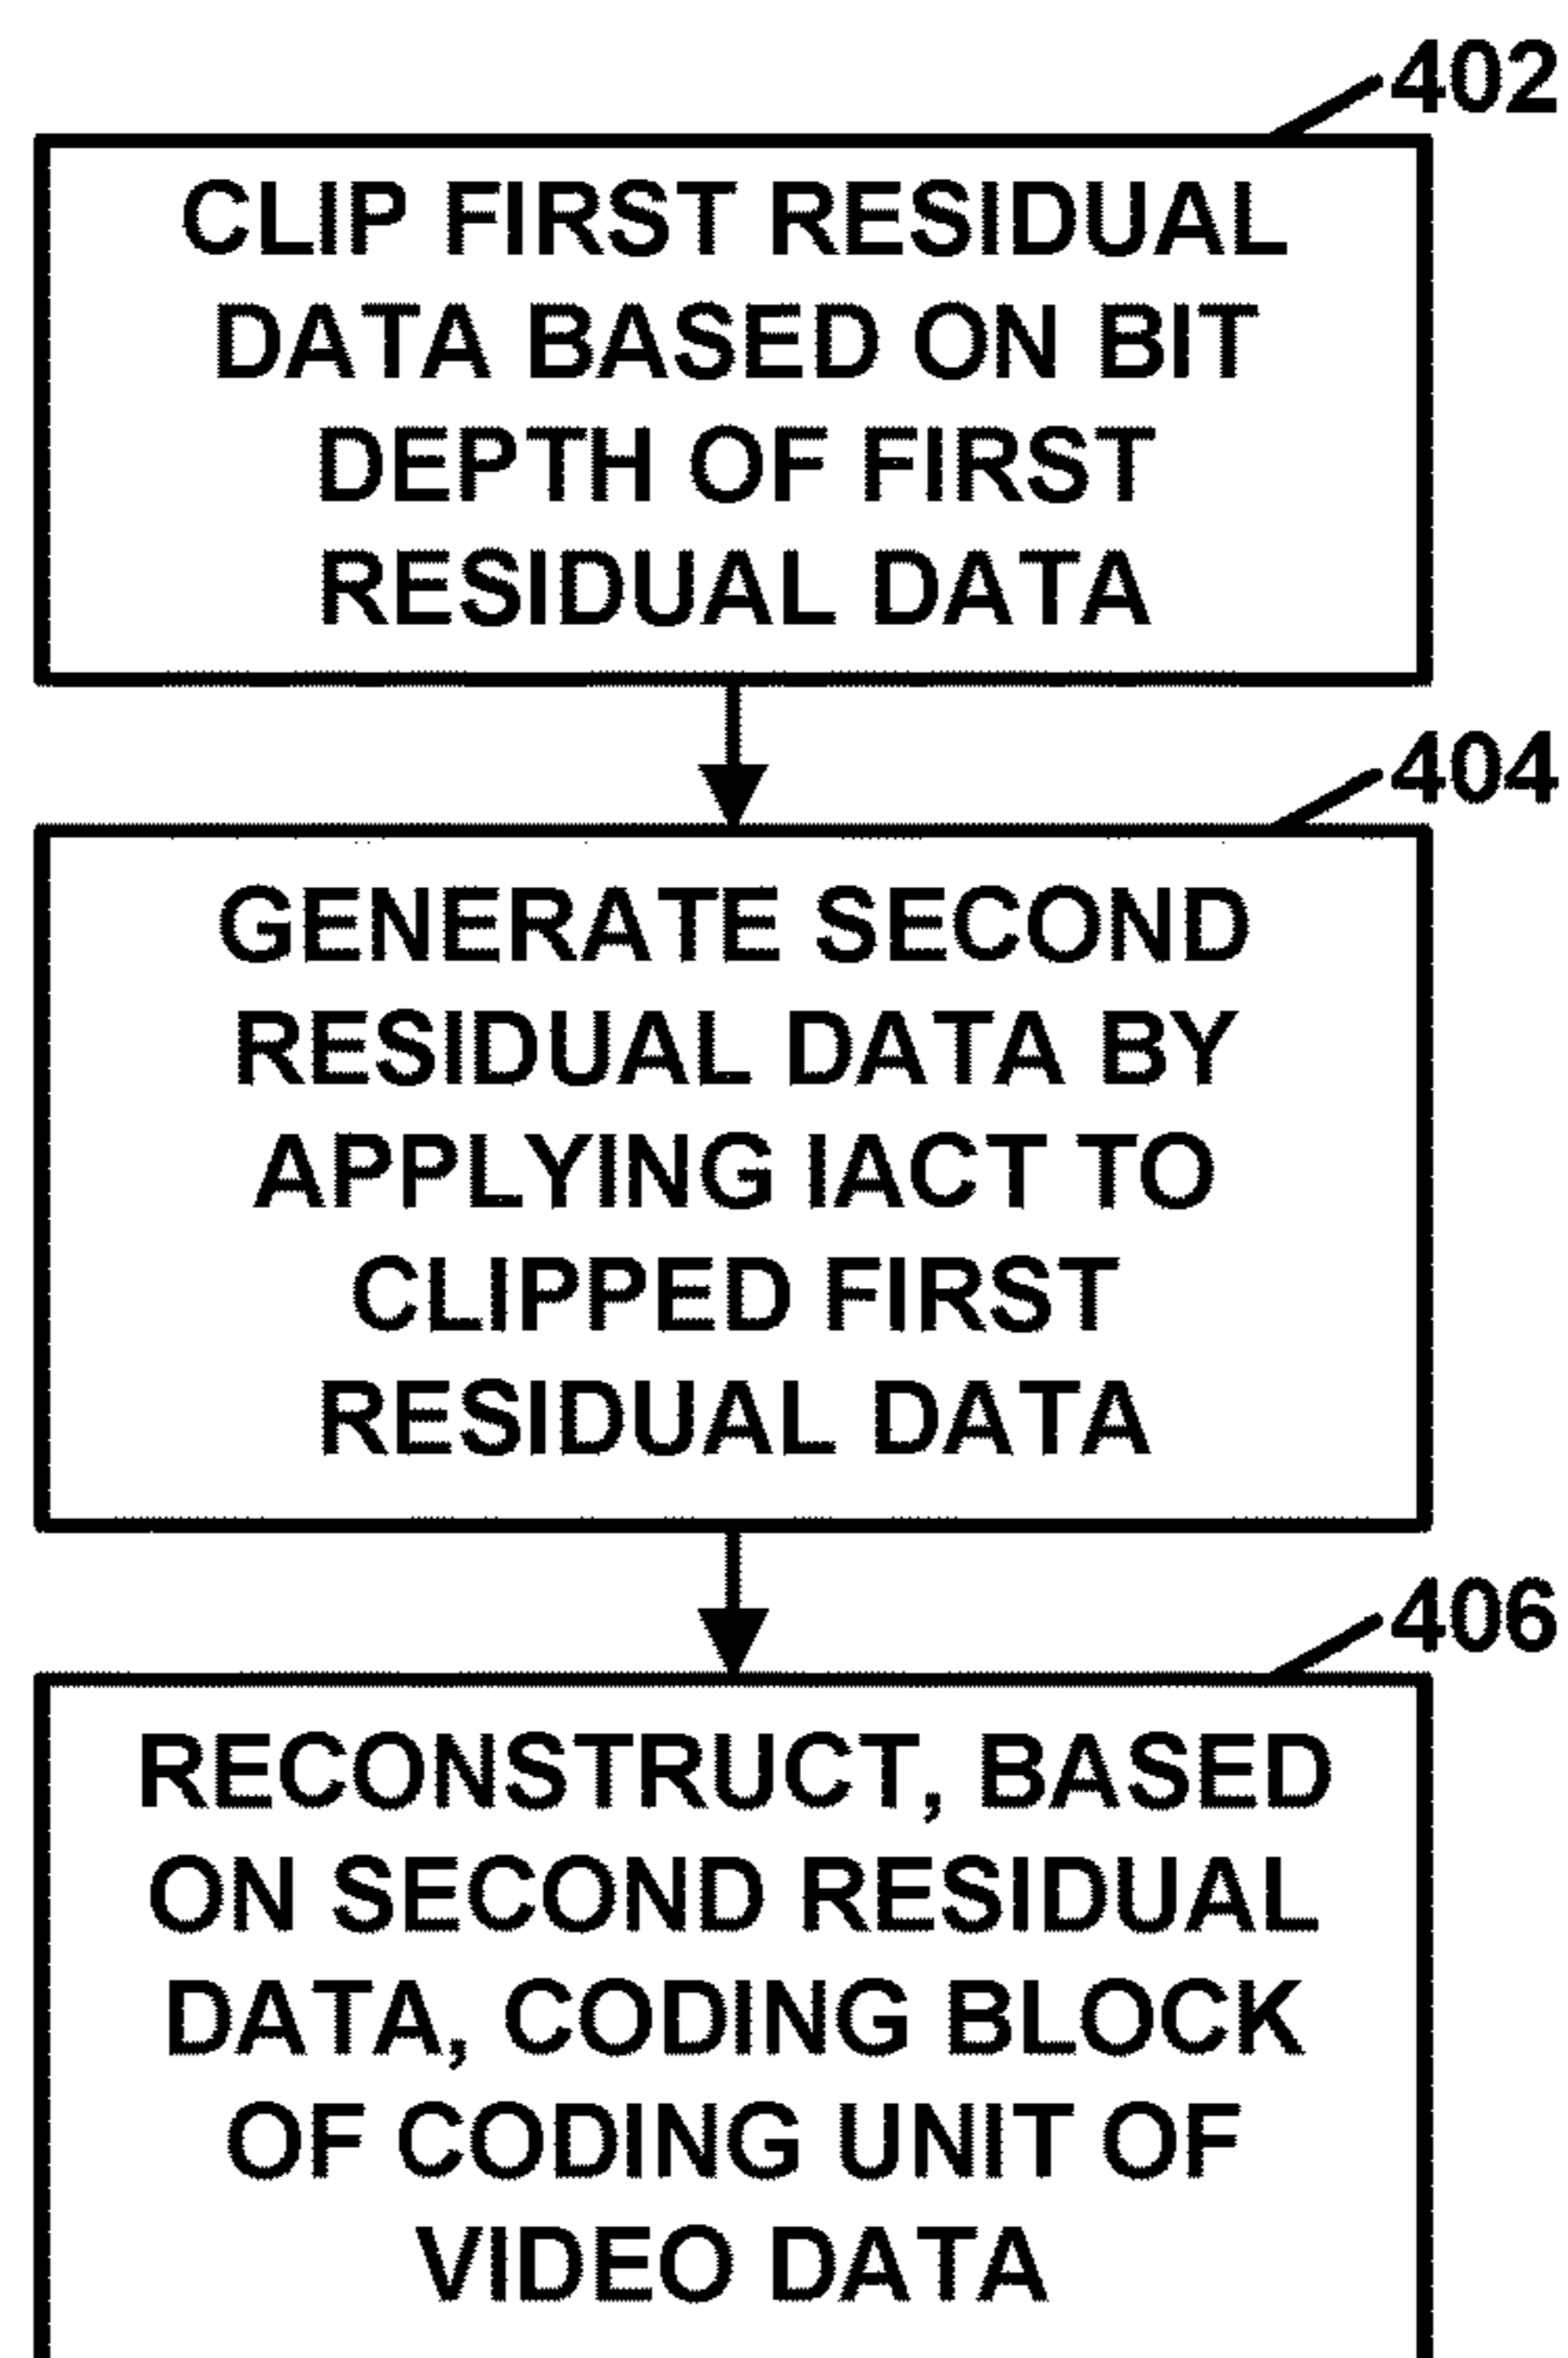 402
CLIP FIRST RESIDUAL
DATA BASED ON BIT
DEPTH OF FIRST
RESIDUAL DATA
404
GENERATE SECOND
RESIDUAL DATA BY
APPLYING IACT TO
CLIPPED FIRST
RESIDUAL DATA
406
RECONSTRUCT, BASED
ON SECOND RESIDUAL
DATA, CODING BLOCK
OF CODING UNIT OF
VIDEO DATA